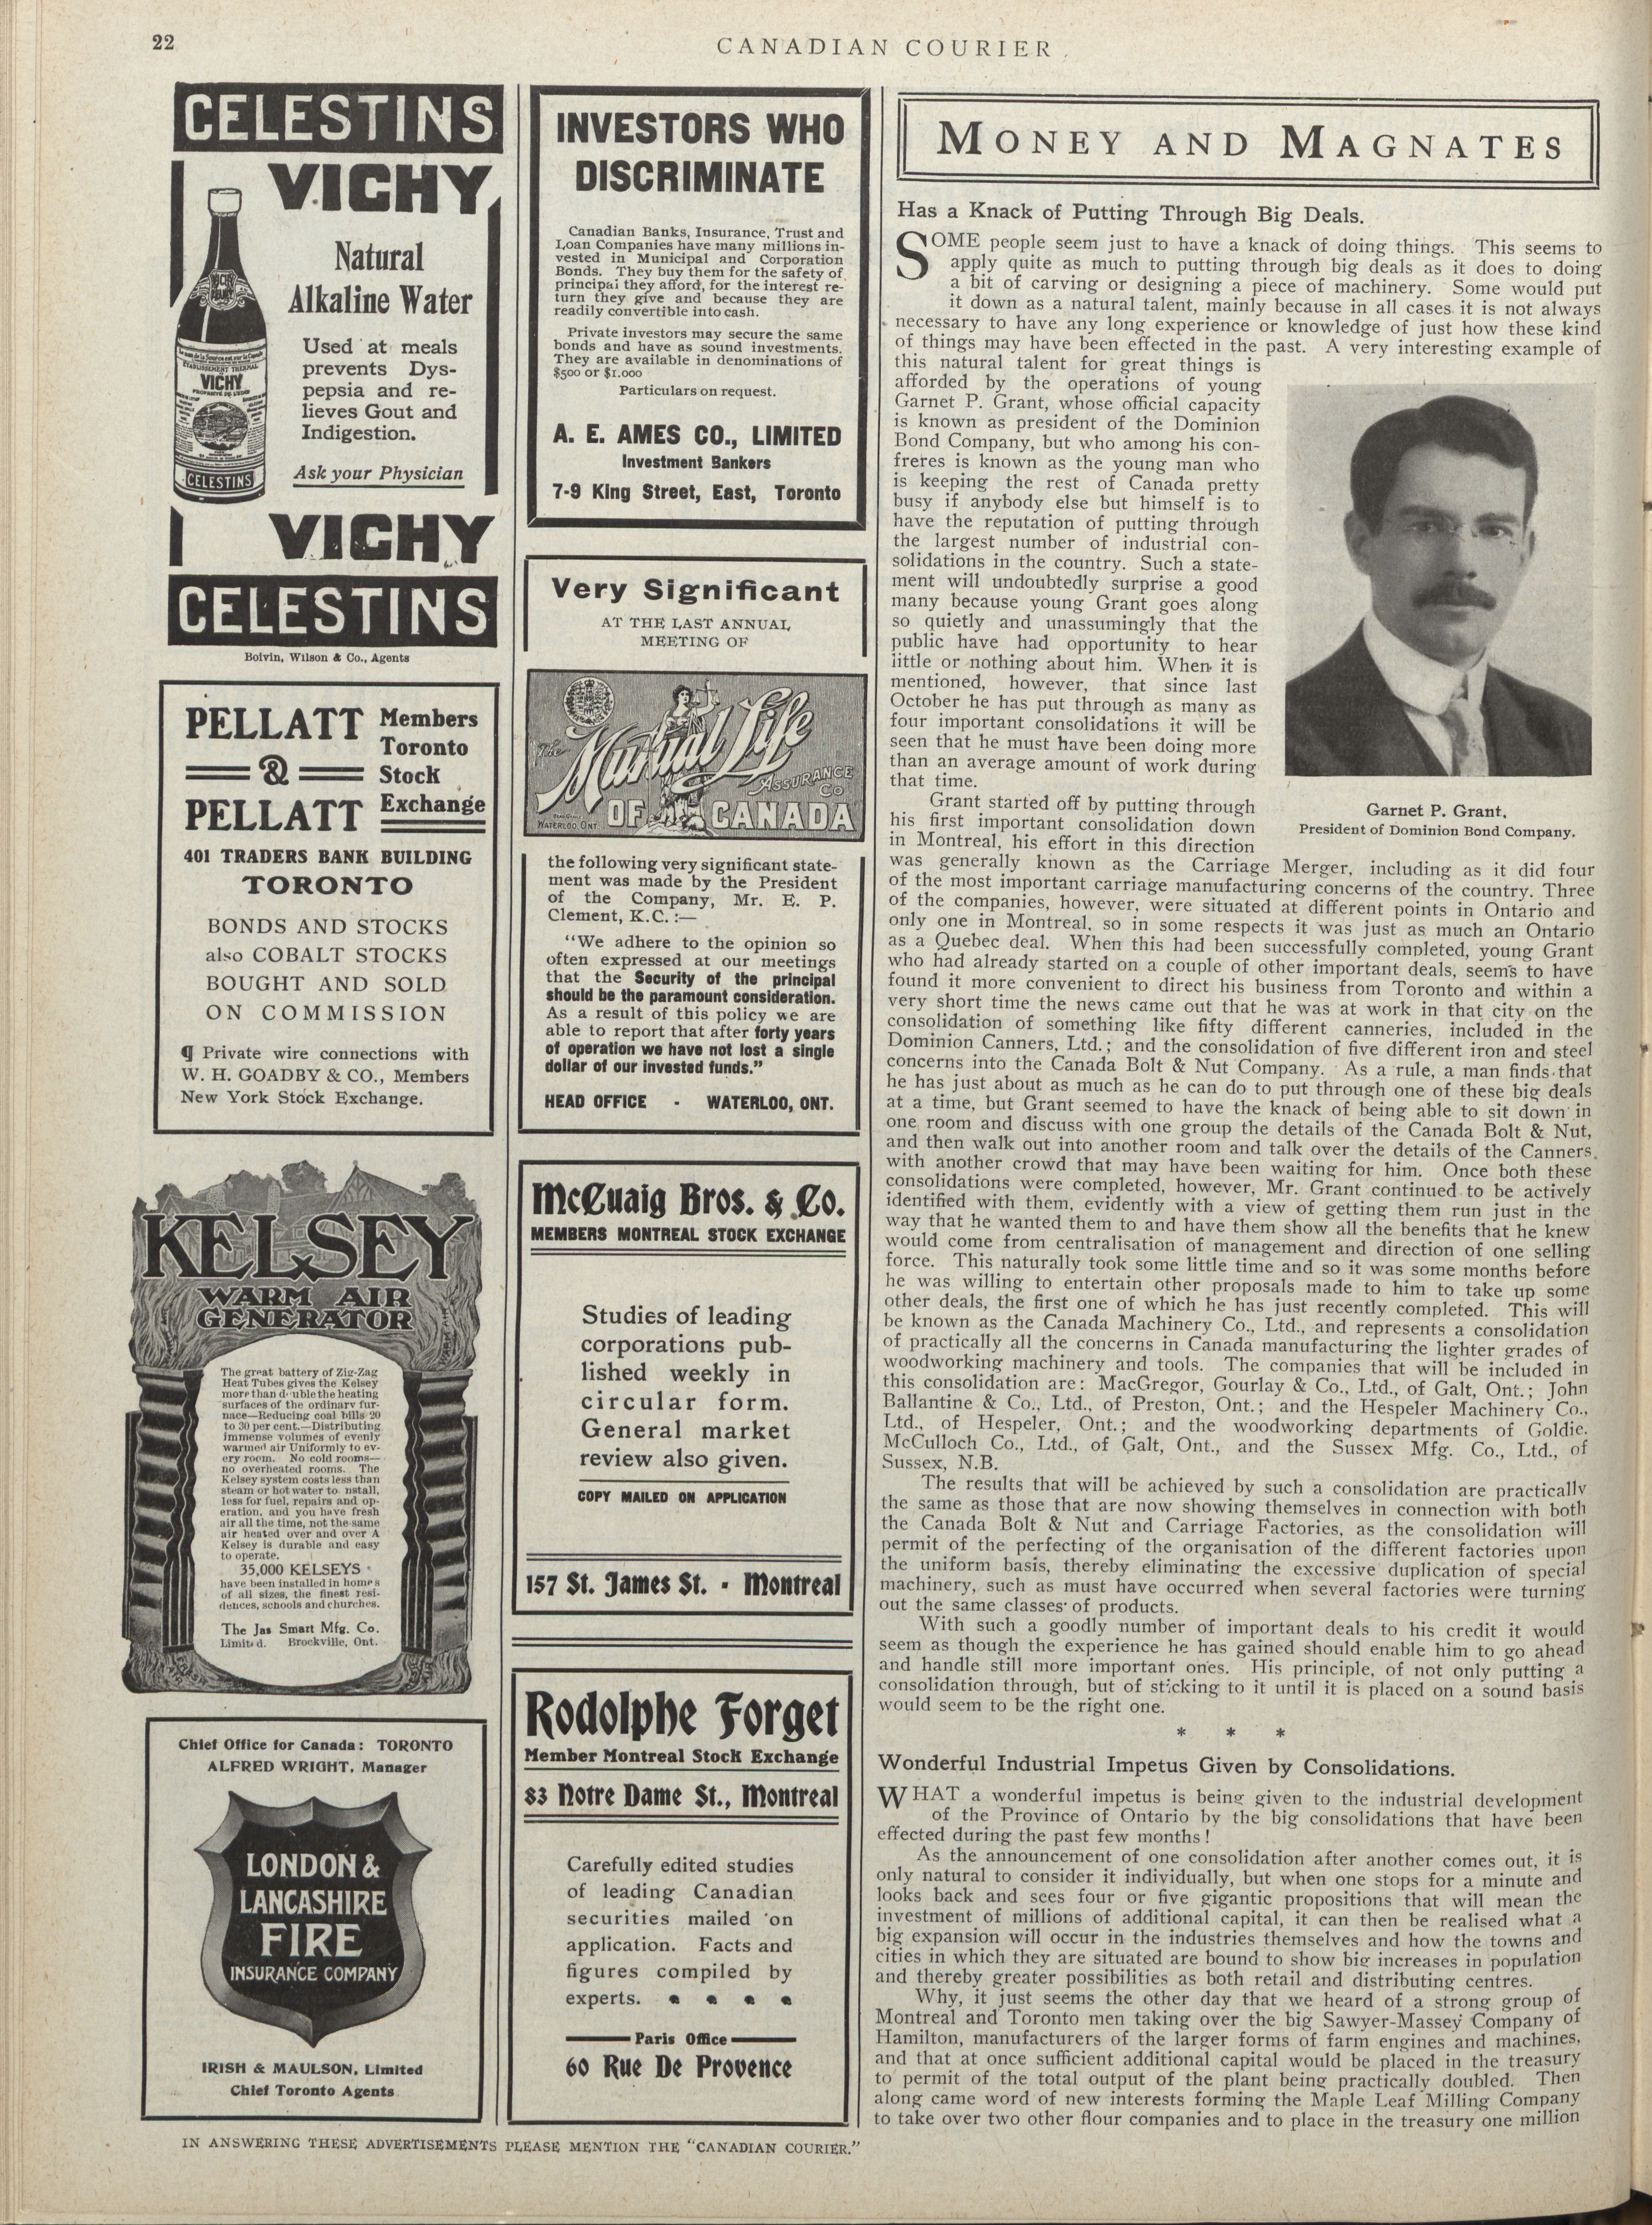 22
CANADIAN COURIER
CELESTINS
VICHY
Natural
Alkaline Water
Used at meals
prevents Dys-
pepsia and re-
lieves Gout and
Indigestion.
Ask your Physician
VICHY
CELESTINS
VICHY
CELESTINS
Boivin, Wilson & Co., Agents
PELLATT
&
PELLATT
Members
Toronto
Stock
Exchange
401 TRADERS BANK BUILDING
TORONTO
BONDS AND STOCKS
also COBALT STOCKS
BOUGHT AND SOLD
ON COMMISSION
¶ Private wire connections with
W. H. GOADBY & CO., Members
New York Stock Exchange.
KELSEY
WARM AIR
GENERATOR
The great battery of Zig-Zag
Heat Tubes gives the Kelsey
more than double the heating
surfaces of the ordinary fur-
nace—Reducing coal bills 20
to 30 per cent.—Distributing
immense volumes of evenly
warmed air Uniformly to ev-
ery room. No cold rooms—
no overheated rooms. The
Kelsey system costs less than
steam or hot water to nstall,
less for fuel, repairs and op-
eration, and you have fresh
air all the time, not the same
air heated over and over A
Kelsey is durable and easy
to operate.
35,000 KELSEYS
have been installed in homes
of all sizes, the finest resi-
dences, schools and churches.
The Jas Smart Mfg. Co.
Limited. Brockville, Ont.
Chief Office for Canada: TORONTO
ALFRED WRIGHT, Manager
LONDON &
LANCASHIRE
FIRE
INSURANCE COMPANY
IRISH & MAULSON, Limited
Chief Toronto Agents
INVESTORS WHO
DISCRIMINATE
Canadian Banks, Insurance, Trust and
Loan Companies have many millions in-
vested in Municipal and Corporation
Bonds. They buy them for the safety of
principal they afford, for the interest re-
turn they give and because they are
readily convertible into cash.
Private investors may secure the same
bonds and have as sound investments.
They are available in denominations of
$500 or $1.000
Particulars on request.
A. E. AMES CO., LIMITED
Investment Bankers
7-9 King Street, East, Toronto
Very Significant
AT THE LAST ANNUAL
MEETING OF
The Mutual Life
ASSURANCE
CO
OF CANADA
WATERLOO, ONT.
the following very significant state-
ment was made by the President
of the Company, Mr. E. P.
Clement, K.C.:—
"We adhere to the opinion so
often expressed at our meetings
that the Security of the principal
should be the paramount consideration.
As a result of this policy we are
able to report that after forty years
of operation we have not lost a single
dollar of our invested funds."
HEAD OFFICE - WATERLOO, ONT.
McCuaig Bros. & Co.
MEMBERS MONTREAL STOCK EXCHANGE
Studies of leading
corporations pub-
lished weekly in
circular form.
General market
review also given.
COPY MAILED ON APPLICATION
157 St. James St. - Montreal
Rodolphe Forget
Member Montreal Stock Exchange
83 Notre Dame St., Montreal
Carefully edited studies
of leading Canadian
securities mailed on
application. Facts and
figures compiled by
experts.
Paris Office
60 Rue De Provence
IN ANSWERING THESE ADVERTISEMENTS PLEASE MENTION THE "CANADIAN COURIER."
MONEY AND MAGNATES
Has a Knack of Putting Through Big Deals.
SOME people seem just to have a knack of doing things. This seems to
apply quite as much to putting through big deals as it does to doing
a bit of carving or designing a piece of machinery. Some would put
it down as a natural talent, mainly because in all cases it is not always
necessary to have any long experience or knowledge of just how these kind
of things may have been effected in the past. A very interesting example of
this natural talent for great things is
afforded by the operations of young
Garnet P. Grant, whose official capacity
is known as president of the Dominion
Bond Company, but who among his con-
freres is known as the young man who
is keeping the rest of Canada pretty
busy if anybody else but himself is to
have the reputation of putting through
the largest number of industrial con-
solidations in the country. Such a state-
ment will undoubtedly surprise a good
many because young Grant goes along
so quietly and unassumingly that the
public have had opportunity to hear
little or nothing about him. When it is
mentioned, however, that since last
October he has put through as many as
four important consolidations it will be
seen that he must have been doing more
than an average amount of work during
that time.
Grant started off by putting through
his first important consolidation down
in Montreal, his effort in this direction
Garnet P. Grant,
President of Dominion Bond Company.
was generally known as the Carriage Merger, including as it did four
of the most important carriage manufacturing concerns of the country. Three
of the companies, however, were situated at different points in Ontario and
only one in Montreal, so in some respects it was just as much an Ontario
as a Quebec deal. When this had been successfully completed, young Grant
who had already started on a couple of other important deals, seems to have
found it more convenient to direct his business from Toronto and within a
very short time the news came out that he was at work in that city on the
consolidation of something like fifty different canneries, included in the
Dominion Canners, Ltd.; and the consolidation of five different iron and steel
concerns into the Canada Bolt & Nut Company. As a rule, a man finds that
he has just about as much as he can do to put through one of these big deals
at a time, but Grant seemed to have the knack of being able to sit down in
one room and discuss with one group the details of the Canada Bolt & Nut,
and then walk out into another room and talk over the details of the Canners
with another crowd that may have been waiting for him. Once both these
consolidations were completed, however, Mr. Grant continued to be actively
identified with them, evidently with a view of getting them run just in the
way that he wanted them to and have them show all the benefits that he knew
would come from centralisation of management and direction of one selling
force. This naturally took some little time and so it was some months before
he was willing to entertain other proposals made to him to take up some
other deals, the first one of which he has just recently completed. This will
be known as the Canada Machinery Co., Ltd., and represents a consolidation
of practically all the concerns in Canada manufacturing the lighter grades of
woodworking machinery and tools. The companies that will be included in
this consolidation are: MacGregor, Gourlay & Co., Ltd., of Galt, Ont.; John
Ballantine & Co., Ltd., of Preston, Ont.; and the Hespeler Machinery Co.,
Ltd., of Hespeler, Ont.; and the woodworking departments of Goldie.
McCulloch Co., Ltd., of Galt, Ont., and the Sussex Mfg. Co., Ltd., of
Sussex, N.B.
The results that will be achieved by such a consolidation are practically
the same as those that are now showing themselves in connection with both
the Canada Bolt & Nut and Carriage Factories, as the consolidation will
permit of the perfecting of the organisation of the different factories upon
the uniform basis, thereby eliminating the excessive duplication of special
machinery, such as must have occurred when several factories were turning
out the same classes of products.
With such a goodly number of important deals to his credit it would
seem as though the experience he has gained should enable him to go ahead
and handle still more important ones. His principle, of not only putting a
consolidation through, but of sticking to it until it is placed on a sound basis
would seem to be the right one.
* * *
Wonderful Industrial Impetus Given by Consolidations.
WHAT a wonderful impetus is being given to the industrial development
of the Province of Ontario by the big consolidations that have been
effected during the past few months!
As the announcement of one consolidation after another comes out, it is
only natural to consider it individually, but when one stops for a minute and
looks back and sees four or five gigantic propositions that will mean the
investment of millions of additional capital, it can then be realised what a
big expansion will occur in the industries themselves and how the towns and
cities in which they are situated are bound to show big increases in population
and thereby greater possibilities as both retail and distributing centres.
Why, it just seems the other day that we heard of a strong group of
Montreal and Toronto men taking over the big Sawyer-Massey Company of
Hamilton, manufacturers of the larger forms of farm engines and machines,
and that at once sufficient additional capital would be placed in the treasury
to permit of the total output of the plant being practically doubled. Then
along came word of new interests forming the Maple Leaf Milling Company
to take over two other flour companies and to place in the treasury one million